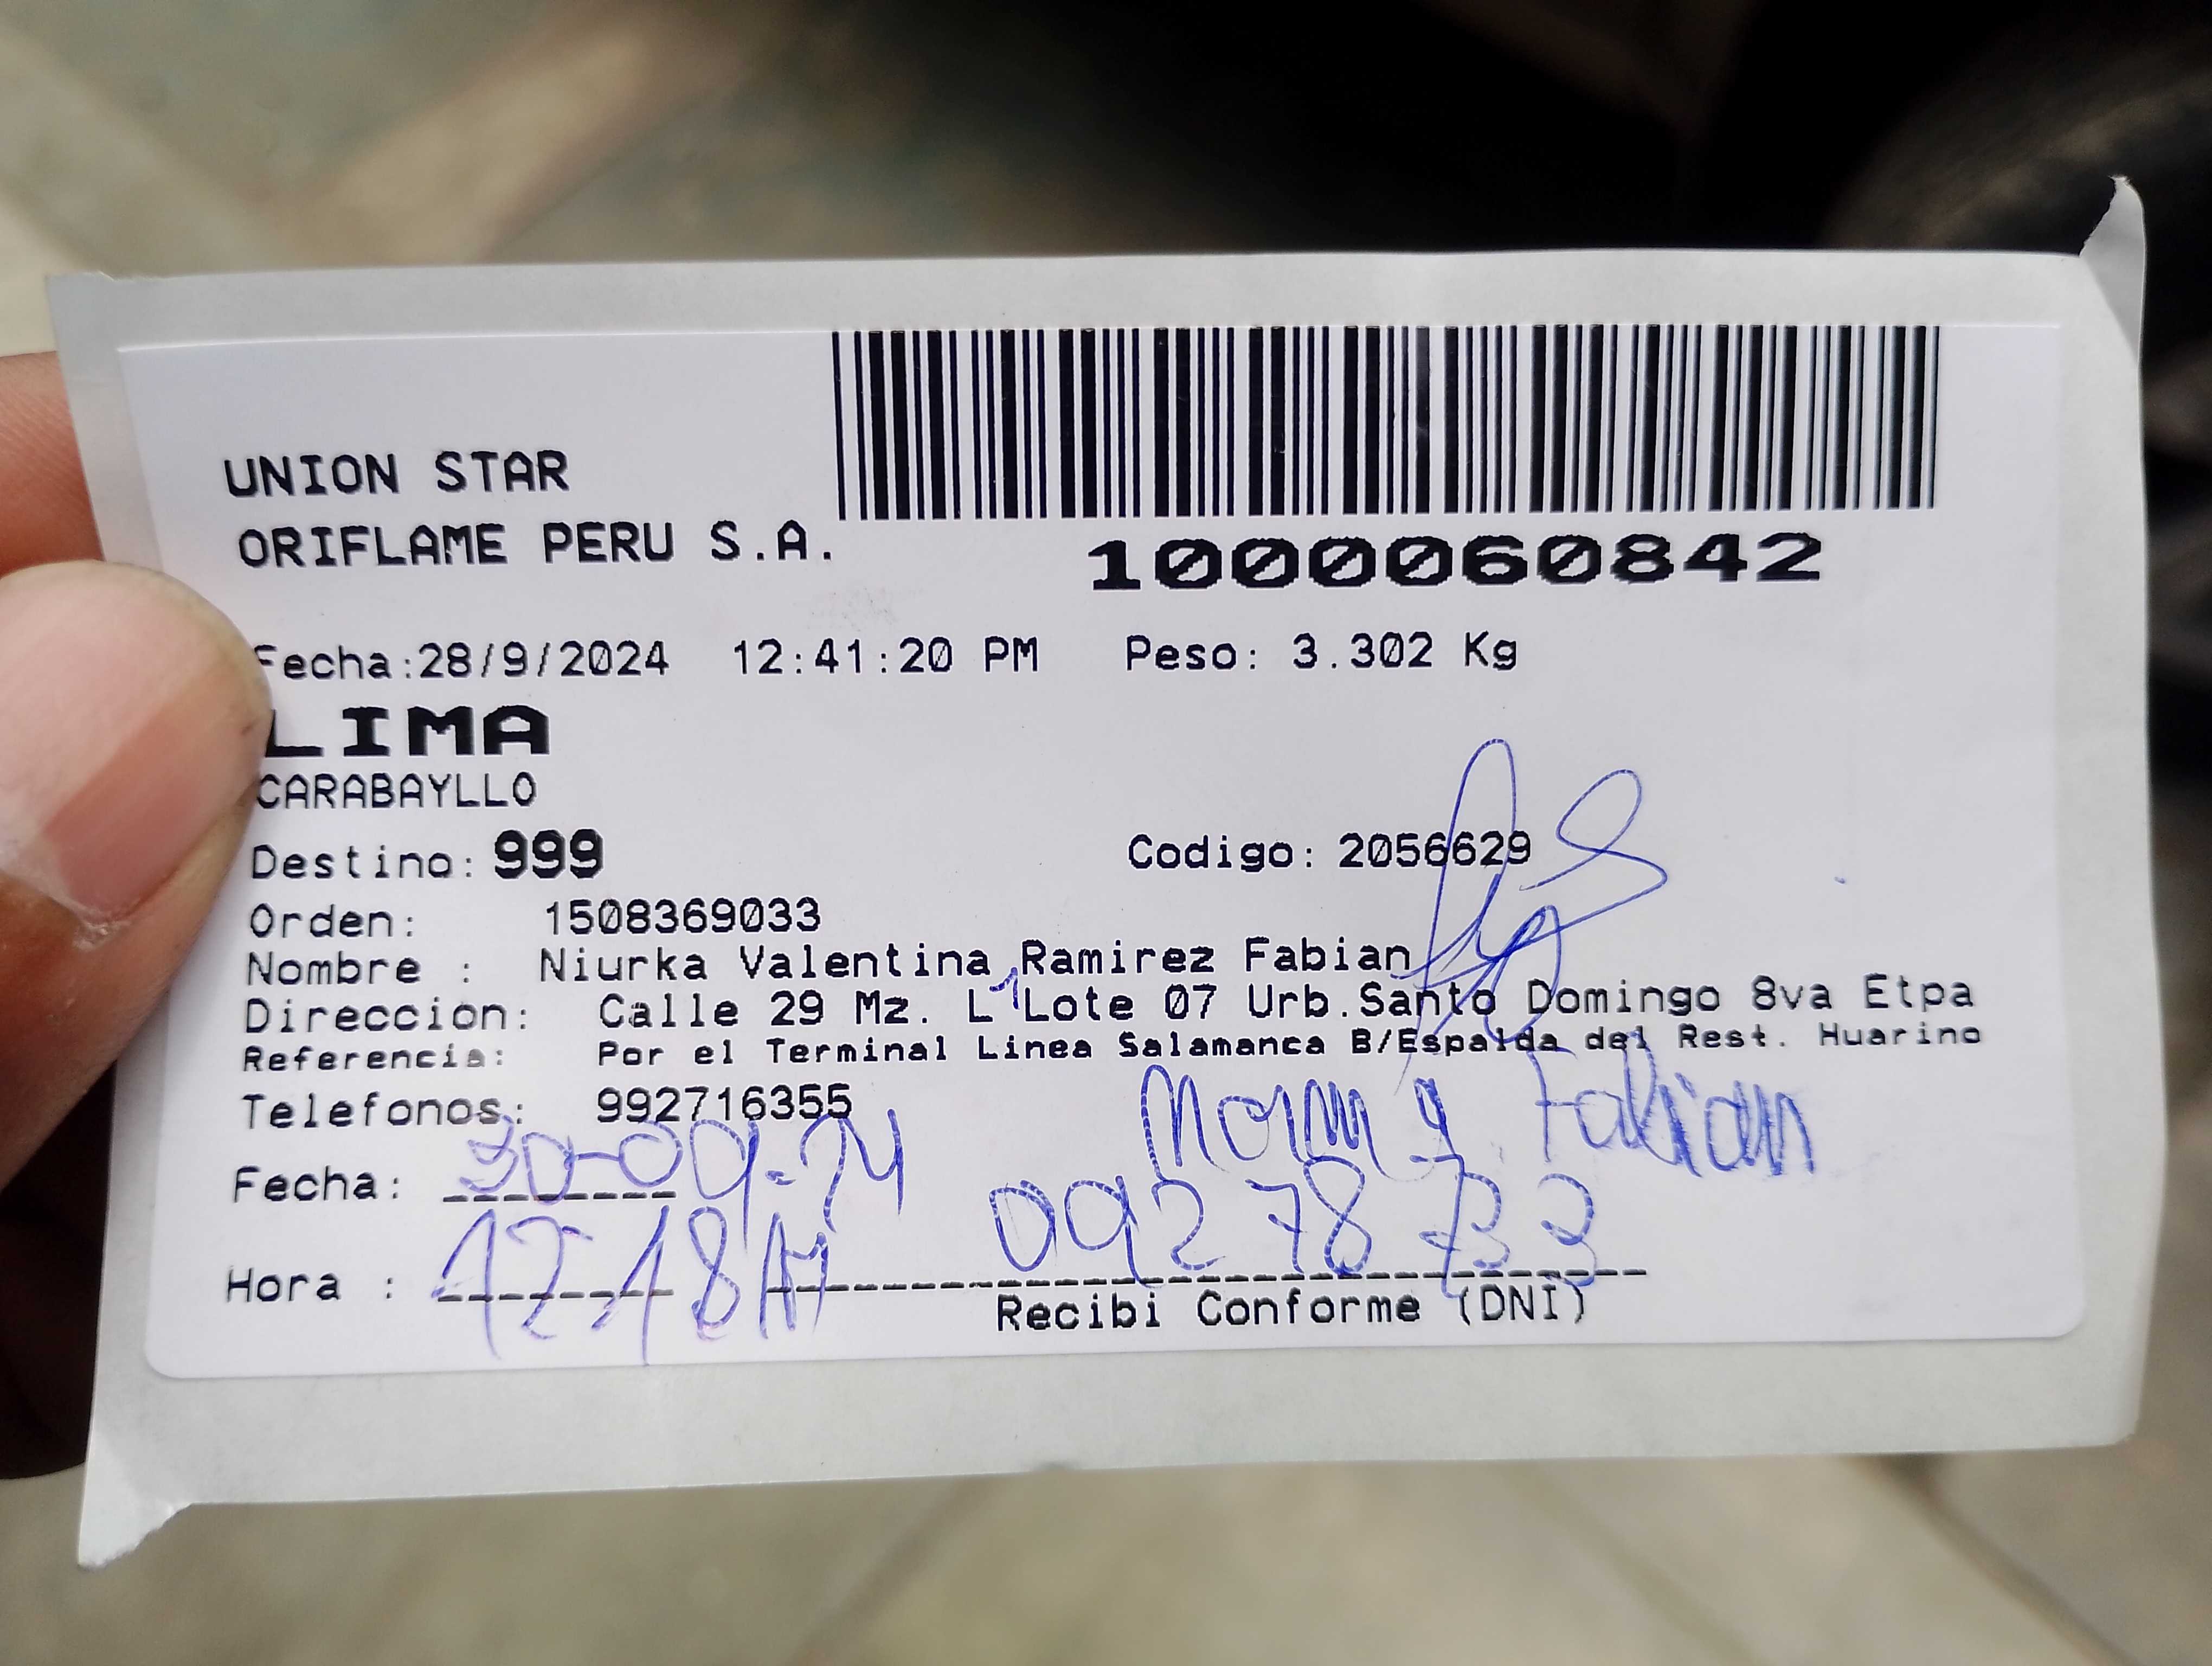 UNION STAR
ORIFLAME PERU S.A.
1000060842
Fecha:28/9/2024 12:41:20 PM Peso: 3.302 Kg
LIMA
CARABAYLLO
Destino: 999 Codigo: 2056629
Orden: 1508369033
Nombre : Niurka Valentina Ramirez Fabian
Direccion: Calle 29 Mz. L1 Lote 07 Urb.Santo Domingo 8va Etpa
Referencia: Por el Terminal Linea Salamanca B/Espalda del Rest. Huarino
Telefonos: 992716355
Fabian
Fecha: 30-09-24
Hora : 12:18
Recibi Conforme (DNI)